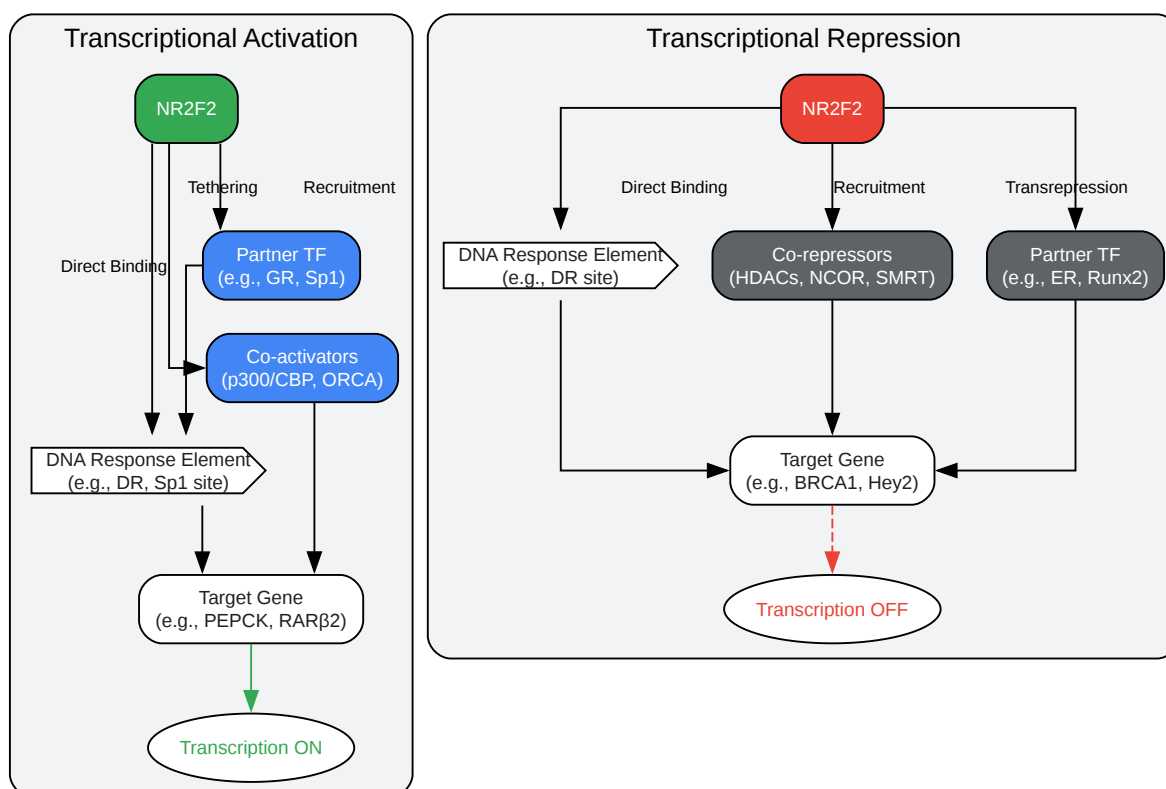 Transcriptional Activation
NR2F2
Tethering
Recruitment
Direct Binding
Partner TF
(e.g., GR, Sp1)
Co-activators
(p300/CBP, ORCA)
DNA Response Element
(e.g., DR, Sp1 site)
Target Gene
(e.g., PEPCK, RARβ2)
Transcription ON
Transcriptional Repression
NR2F2
Direct Binding
Recruitment
Transrepression
DNA Response Element
(e.g., DR site)
Co-repressors
(HDACs, NCOR, SMRT)
Partner TF
(e.g., ER, Runx2)
Target Gene
(e.g., BRCA1, Hey2)
Transcription OFF